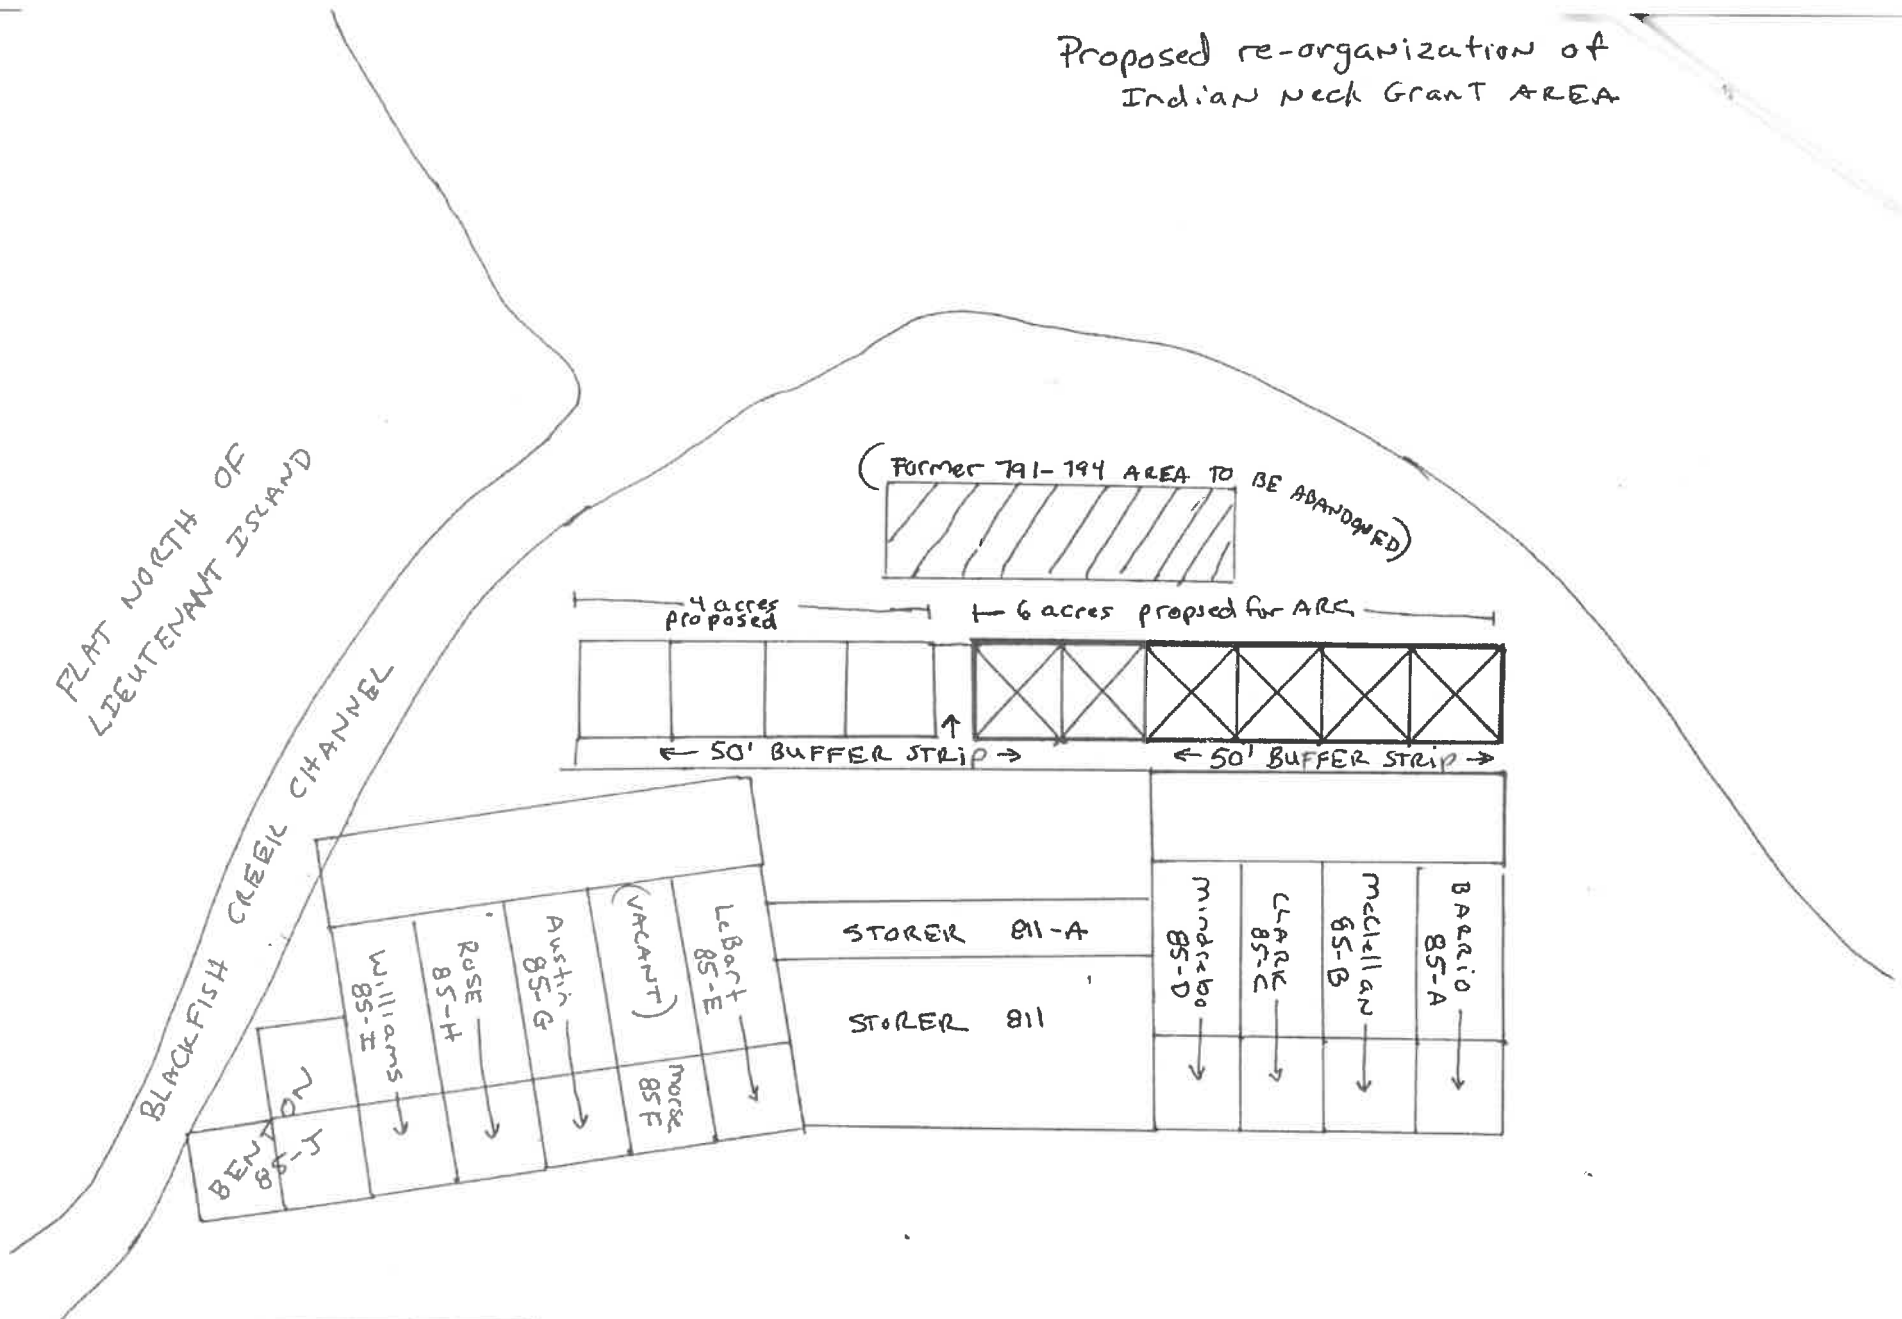 Proposed re-organization of
Indian Neck Grant AREA
FLAT NORTH OF
LIEUTENANT ISLAND
BLACKFISH CREEK CHANNEL
(Former 791-794 AREA TO BE ABANDONED)
4 acres
proposed
6 acres propsed for ARC
← 50' BUFFER STRIP →
← 50' BUFFER STRIP →
BENTON
85-J
Williams
85-I
ROSE
85-H
Austin
85-G
(VACANT)
Morse
85F
LeBart
85-E
STORER 811-A
STORER 811
Mindrebo
85-D
CLARK
85-C
McClellan
85-B
BARRIO
85-A